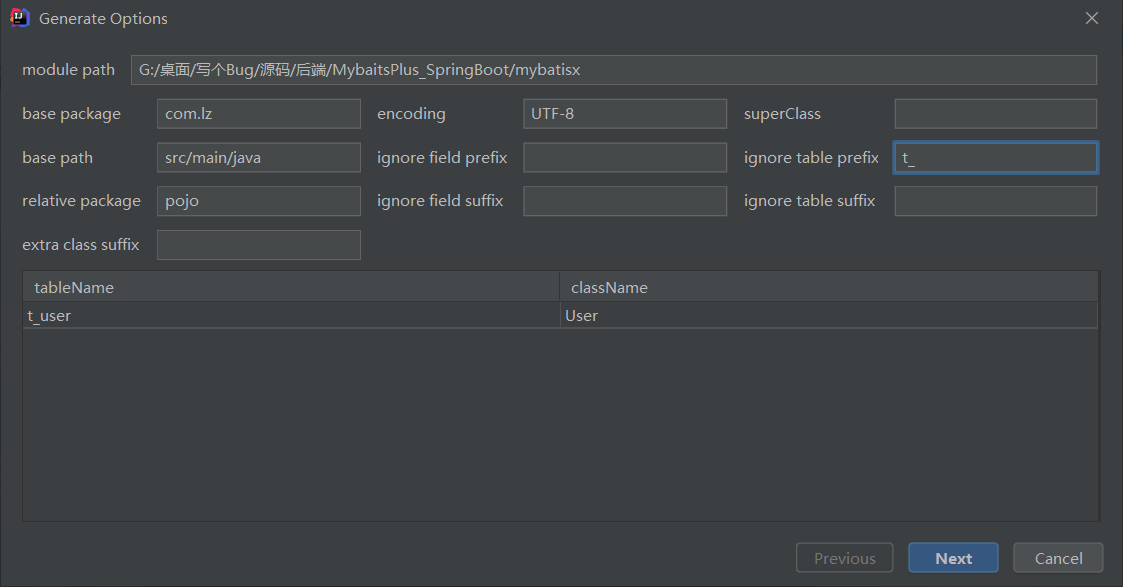 Generate Options
module path G:/桌面/写个Bug/源码/后端/MybaitsPlus_SpringBoot/mybatisx
base package com.lz encoding UTF-8 superClass
base path src/main/java ignore field prefix ignore table prefix t_
relative package pojo ignore field suffix ignore table suffix
extra class suffix
tableName className
t_user User
Previous Next Cancel